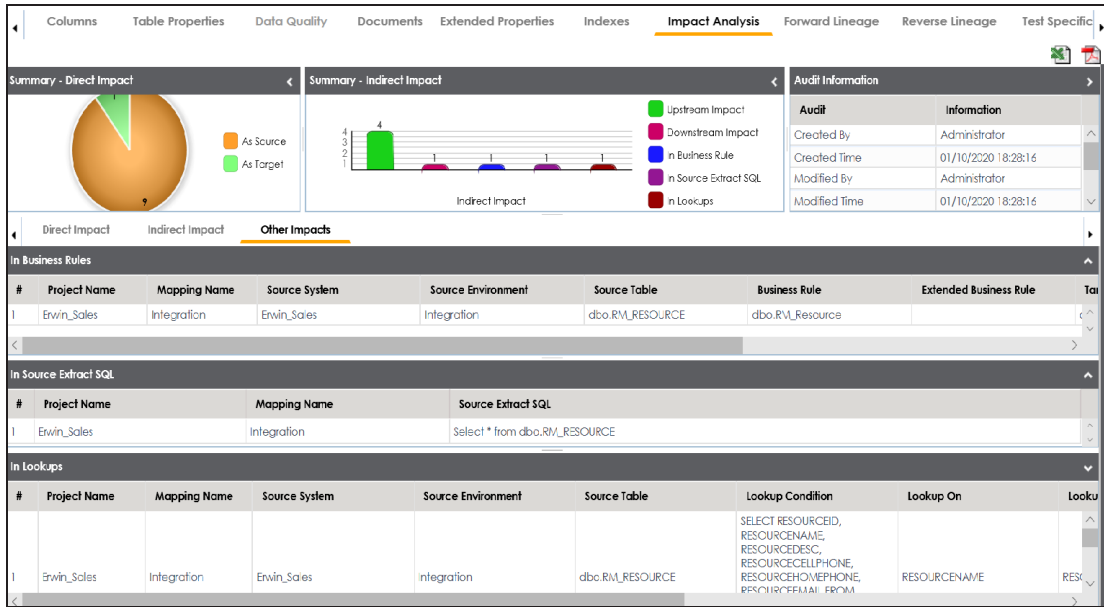 Columns Table Properties Data Quality Documents Extended Properties Indexes Impact Analysis Forward Lineage Reverse Lineage Test Specific
Summary - Direct Impact
1
9
As Source
As Target
Summary - Indirect Impact
4
3
2
1
4 1 1 1 1
Indirect Impact
Upstream Impact
Downstream Impact
In Business Rule
In Source Extract SQL
In Lookups
Audit Information
Audit Information
Created By Administrator
Created Time 01/10/2020 18:28:16
Modified By Administrator
Modified Time 01/10/2020 18:28:16
Direct Impact Indirect Impact Other Impacts
In Business Rules
# Project Name Mapping Name Source System Source Environment Source Table Business Rule Extended Business Rule Tar
1 Erwin_Sales Integration Erwin_Sales Integration dbo.RM_RESOURCE dbo.RM_Resource
In Source Extract SQL
# Project Name Mapping Name Source Extract SQL
1 Erwin_Sales Integration Select * from dbo.RM_RESOURCE
In Lookups
# Project Name Mapping Name Source System Source Environment Source Table Lookup Condition Lookup On Looku
SELECT RESOURCEID,
RESOURCENAME,
RESOURCEDESC,
RESOURCECELLPHONE,
1 Erwin_Sales Integration Erwin_Sales Integration dbo.RM_RESOURCE RESOURCEHOMEPHONE, RESOURCENAME RESC
RESOURCEEMAIL FROM